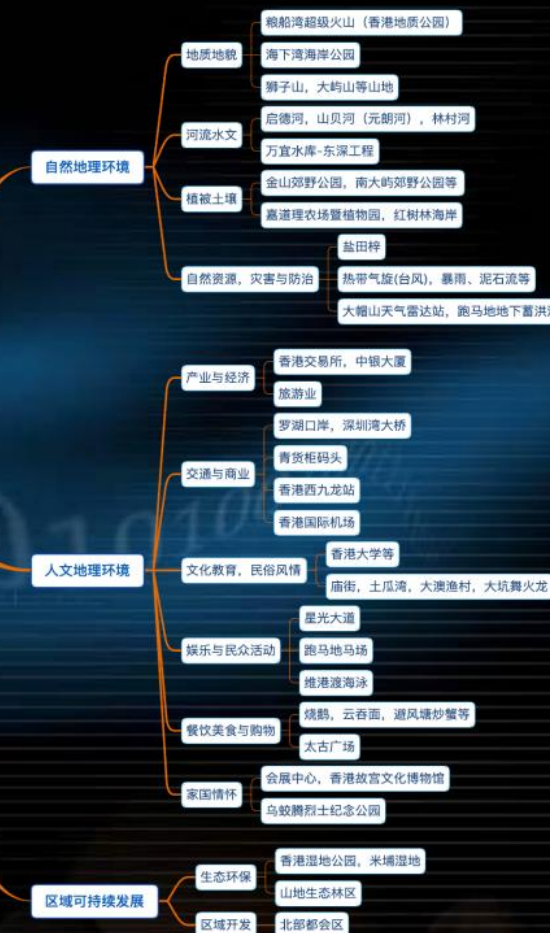 自然地理环境
地质地貌
粮船湾超级火山（香港地质公园）
海下湾海岸公园
狮子山，大屿山等山地
河流水文
启德河，山贝河（元朗河），林村河
万宜水库-东深工程
植被土壤
金山郊野公园，南大屿郊野公园等
嘉道理农场暨植物园，红树林海岸
自然资源，灾害与防治
盐田梓
热带气旋(台风)，暴雨、泥石流等
大帽山天气雷达站，跑马地地下蓄洪
人文地理环境
产业与经济
香港交易所，中银大厦
旅游业
交通与商业
罗湖口岸，深圳湾大桥
青货柜码头
香港西九龙站
香港国际机场
文化教育，民俗风情
香港大学等
庙街，土瓜湾，大澳渔村，大坑舞火龙
娱乐与民众活动
星光大道
跑马地马场
维港渡海泳
餐饮美食与购物
烧鹅，云吞面，避风塘炒蟹等
太古广场
家国情怀
会展中心，香港故宫文化博物馆
乌蛟腾烈士纪念公园
区域可持续发展
生态环保
香港湿地公园，米埔湿地
山地生态林区
区域开发
北部都会区